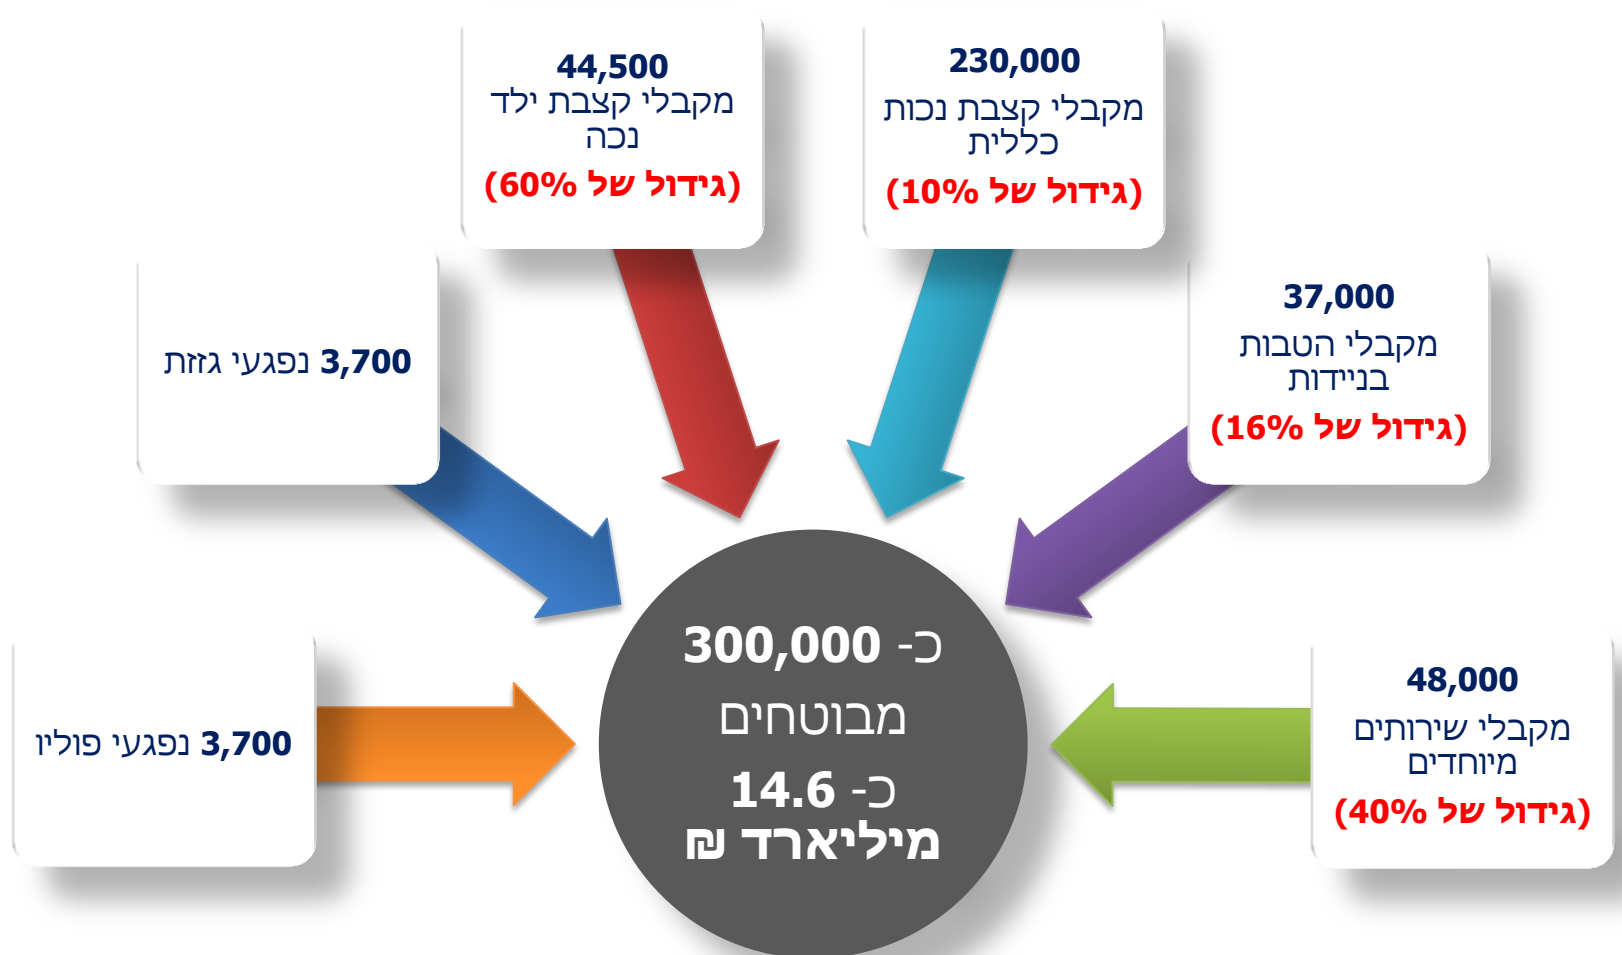 230,000
מקבלי קצבת נכות
כללית
(גידול של 10%)
44,500
מקבלי קצבת ילד
נכה
(גידול של 60%)
37,000
מקבלי הטבות
בניידות
(גידול של 16%)
3,700 נפגעי גזזת
48,000
מקבלי שירותים
מיוחדים
(גידול של 40%)
3,700 נפגעי פוליו
כ- 300,000
מבוטחים
כ- 14.6
מיליארד ₪